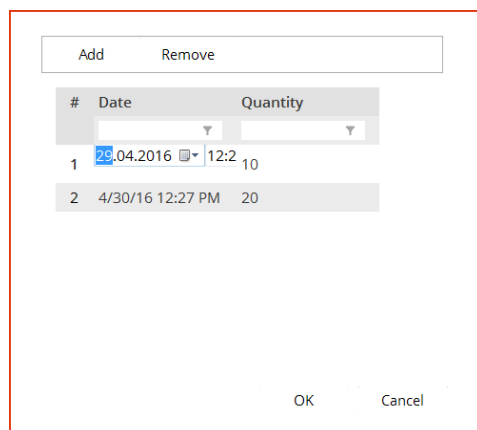 Add Remove
# Date Quantity
1 29.04.2016 12:2 10
2 4/30/16 12:27 PM 20
OK Cancel